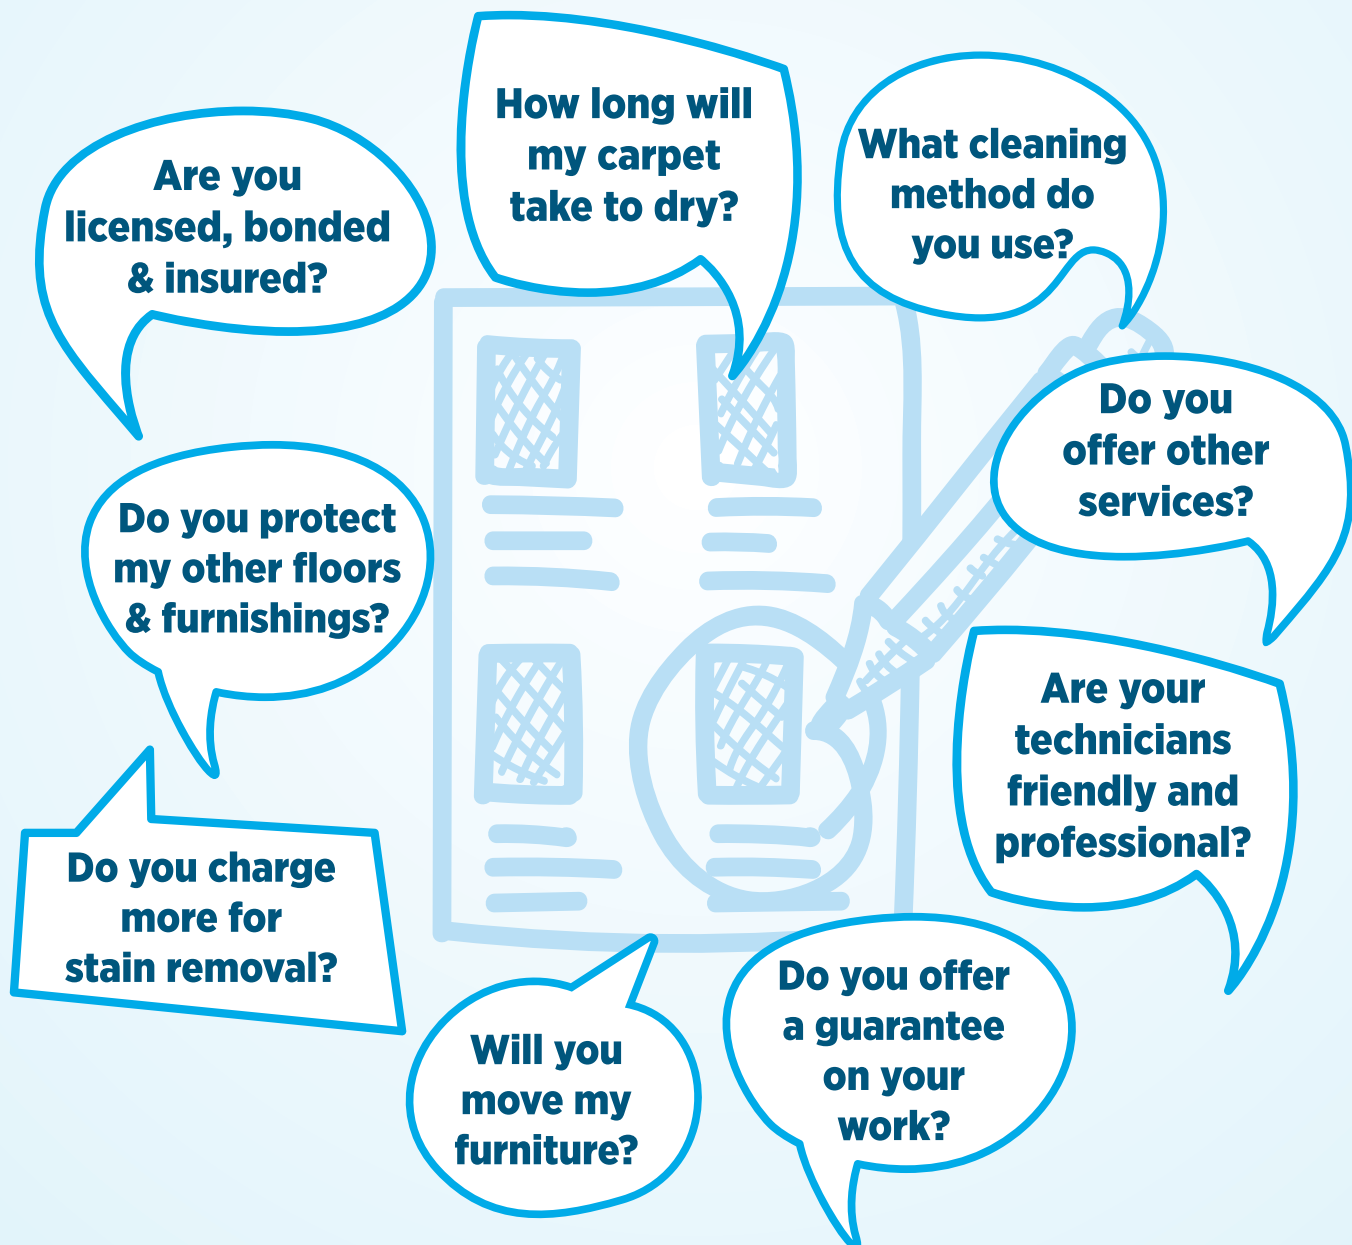 How long will
my carpet
take to dry?
What cleaning
method do
you use?
Are you
licensed, bonded
& insured?
Do you
offer other
services?
Do you protect
my other floors
& furnishings?
Are your
technicians
friendly and
professional?
Do you charge
more for
stain removal?
Do you offer
a guarantee
on your
work?
Will you
move my
furniture?